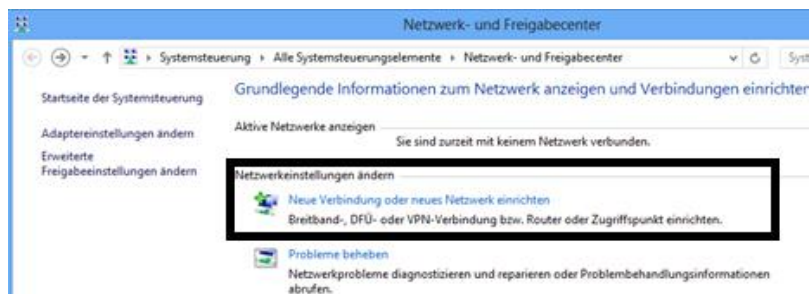 Netzwerk- und Freigabecenter
Systemsteuerung Alle Systemsteuerungselemente Netzwerk- und Freigabecenter
Startseite der Systemsteuerung
Adaptereinstellungen ändern
Erweiterte
Freigabeeinstellungen ändern
Grundlegende Informationen zum Netzwerk anzeigen und Verbindungen einrichten
Aktive Netzwerke anzeigen
Sie sind zurzeit mit keinem Netzwerk verbunden.
Netzwerkeinstellungen ändern
Neue Verbindung oder neues Netzwerk einrichten
Breitband-, DFÜ- oder VPN-Verbindung bzw. Router oder Zugriffspunkt einrichten.
Probleme beheben
Netzwerkprobleme diagnostizieren und reparieren oder Problembehandlungsinformationen
abrufen.